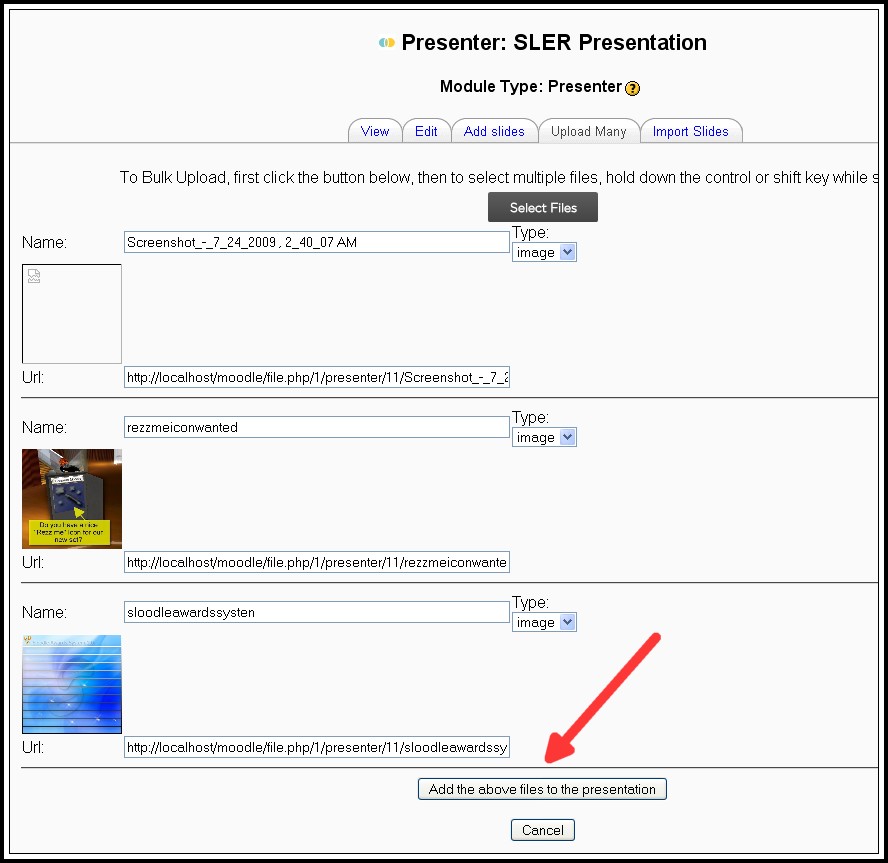 Presenter: SLER Presentation
Module Type: Presenter ?
View Edit Add slides Upload Many Import Slides
To Bulk Upload, first click the button below, then to select multiple files, hold down the control or shift key while s
Select Files
Name: Screenshot_-_7_24_2009 , 2_40_07 AM Type:
image
Url: http://localhost/moodle/file.php/1/presenter/11/Screenshot_-_7_2
Name: rezzmeiconwanted Type:
image
Do you have a nice
"Rezz me" icon for our
new set?
Url: http://localhost/moodle/file.php/1/presenter/11/rezzmeiconwante
Name: sloodleawardssysten Type:
image
Url: http://localhost/moodle/file.php/1/presenter/11/sloodleawardssy
Add the above files to the presentation
Cancel